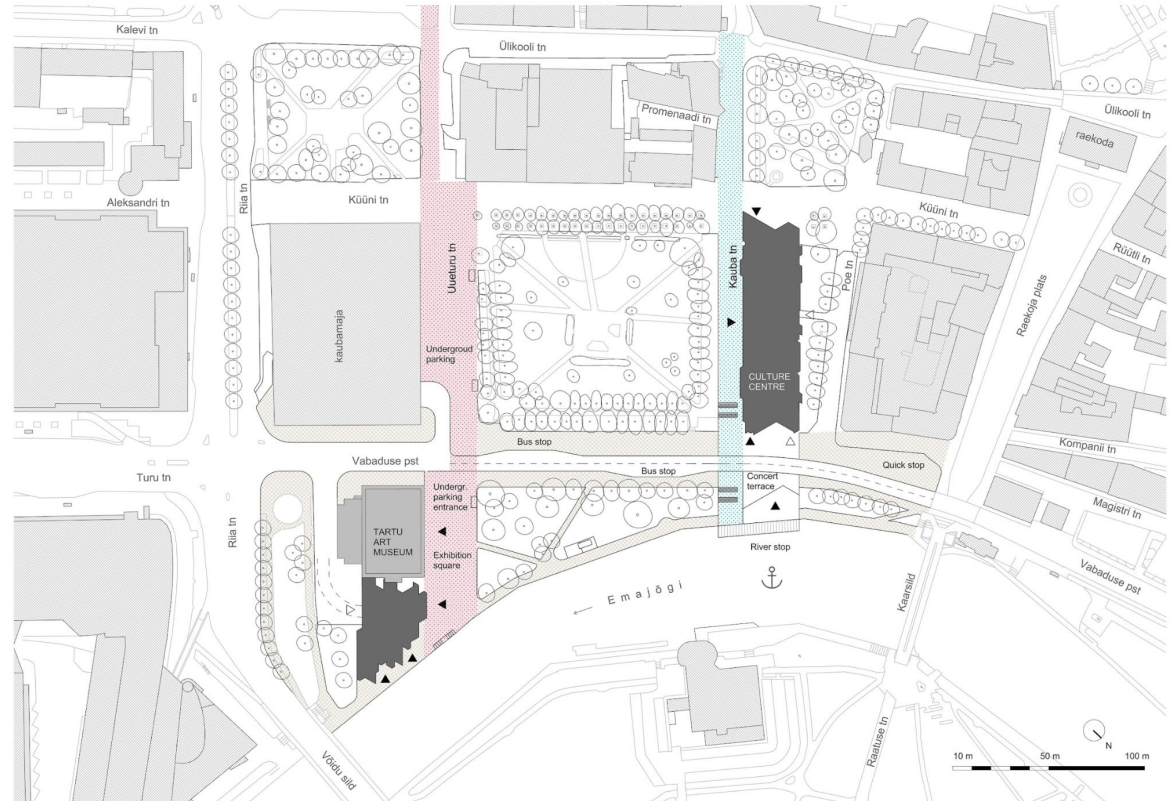 Kalevi tn
Ülikooli tn
Promenaadi tn
Ülikooli tn
raekoda
Aleksandri tn
Riia tn
Küüni tn
Uueturu tn
Kauba tn
Küüni tn
Poe tn
Raekoja plats
Rüütli tn
kaubamaja
Undergroud
parking
CULTURE
CENTRE
Bus stop
Vabaduse pst
Bus stop
Quick stop
Kompanii tn
Turu tn
Riia tn
Undergr.
parking
entrance
Concert
terrace
Magistri tn
TARTU
ART
MUSEUM
Exhibition
square
River stop
Vabaduse pst
Emajõgi
Kaarsild
Võidu sild
Raatuse tn
N
10 m
50 m
100 m